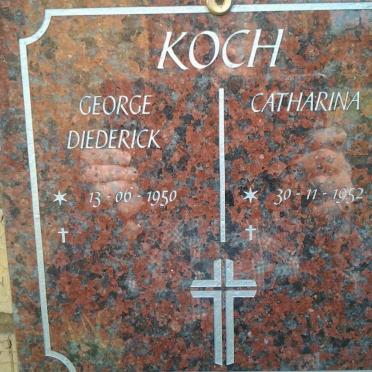 KOCH
GEORGE
DIEDERICK
* 13-06-1950
†
CATHARINA
* 30-11-1952
†